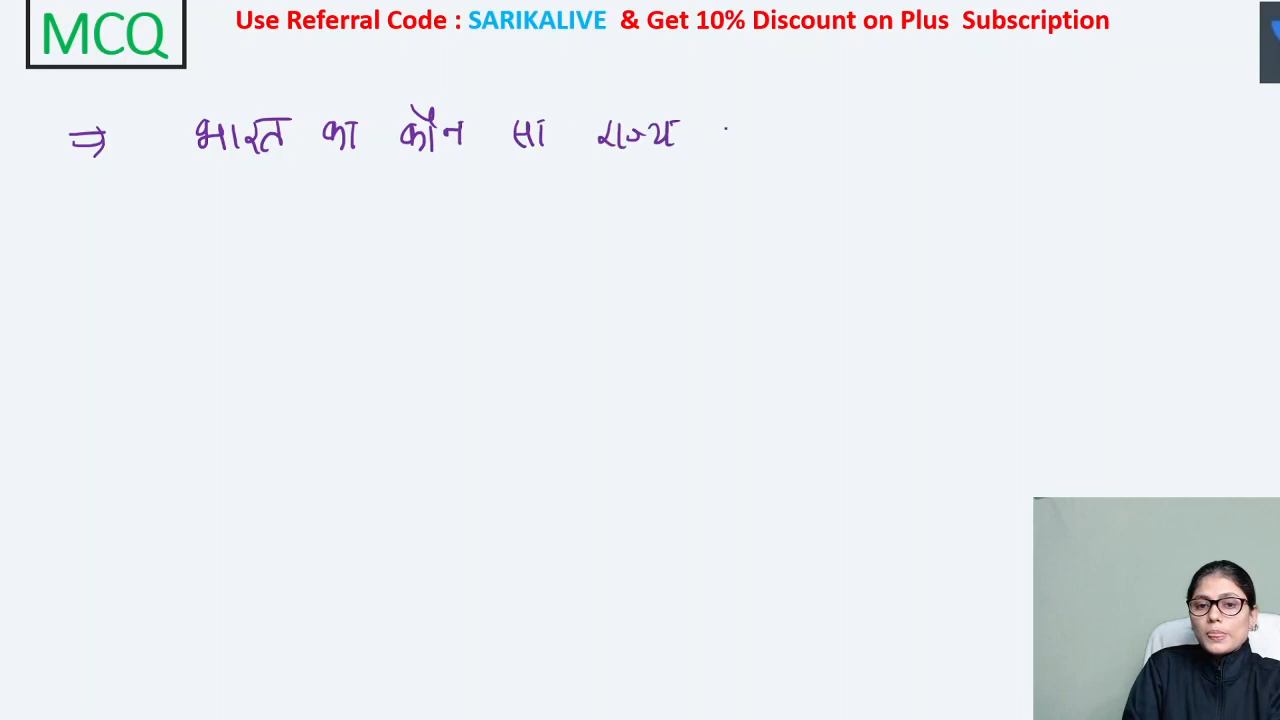 MCQ
Use Referral Code : SARIKALIVE & Get 10% Discount on Plus Subscription
⇒ भारत का कौन सा राज्य